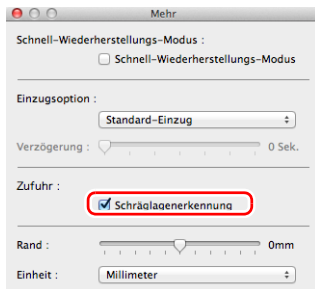 Mehr
Schnell-Wiederherstellungs-Modus :
Schnell-Wiederherstellungs-Modus
Einzugsoption :
Standard-Einzug
Verzögerung : 0 Sek.
Zufuhr :
Schräglagenerkennung
Rand : 0mm
Einheit : Millimeter